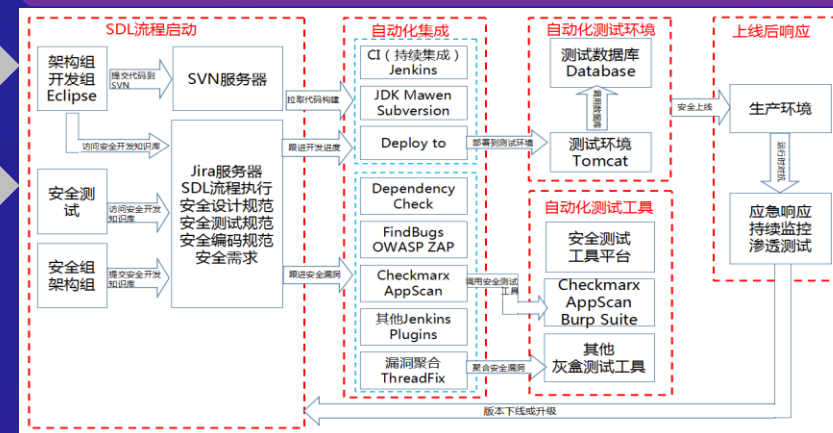 SDL流程启动
架构组
开发组
Eclipse
提交代码到
SVN
SVN服务器
访问安全开发知识库
安全测
试
访问安全开发
知识库
安全组
架构组
提交安全开发
知识库
Jira服务器
SDL流程执行
安全设计规范
安全测试规范
安全编码规范
安全需求
拉取代码构建
跟进开发进度
跟进安全漏洞
自动化集成
CI（持续集成）
Jenkins
JDK Mawen
Subversion
Deploy to
Dependency
Check
FindBugs
OWASP ZAP
Checkmarx
AppScan
其他Jenkins
Plugins
漏洞聚合
ThreadFix
部署到测试环境
调用安全测试
工具
聚合安全漏洞
自动化测试环境
测试数据库
Database
调用数据库
测试环境
Tomcat
自动化测试工具
安全测试
工具平台
Checkmarx
AppScan
Burp Suite
其他
灰盒测试工具
安全上线
上线后响应
生产环境
运行时对抗
应急响应
持续监控
渗透测试
版本下线或升级